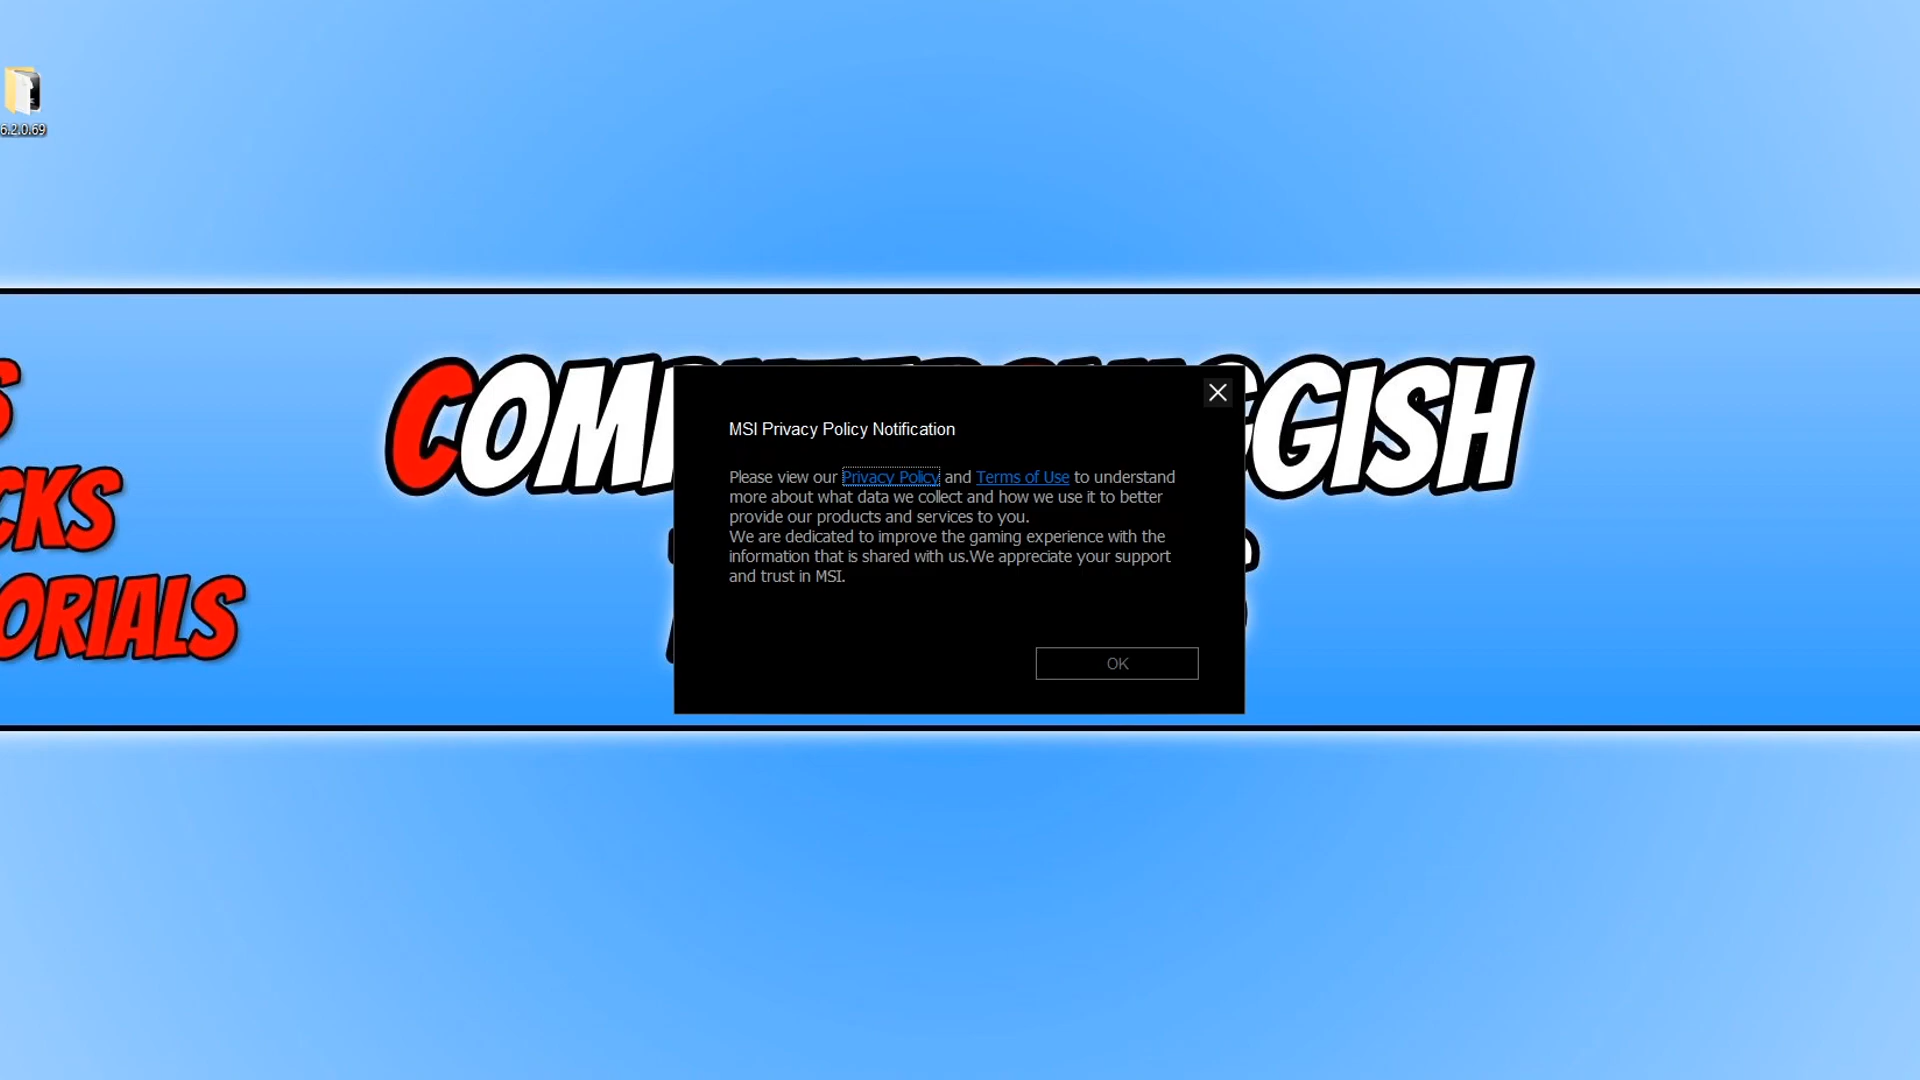 6.2.0.69
MSI Privacy Policy Notification
Please view our Privacy Policy and Terms of Use to understand
more about what data we collect and how we use it to better
provide our products and services to you.
We are dedicated to improve the gaming experience with the
information that is shared with us.We appreciate your support
and trust in MSI.
OK